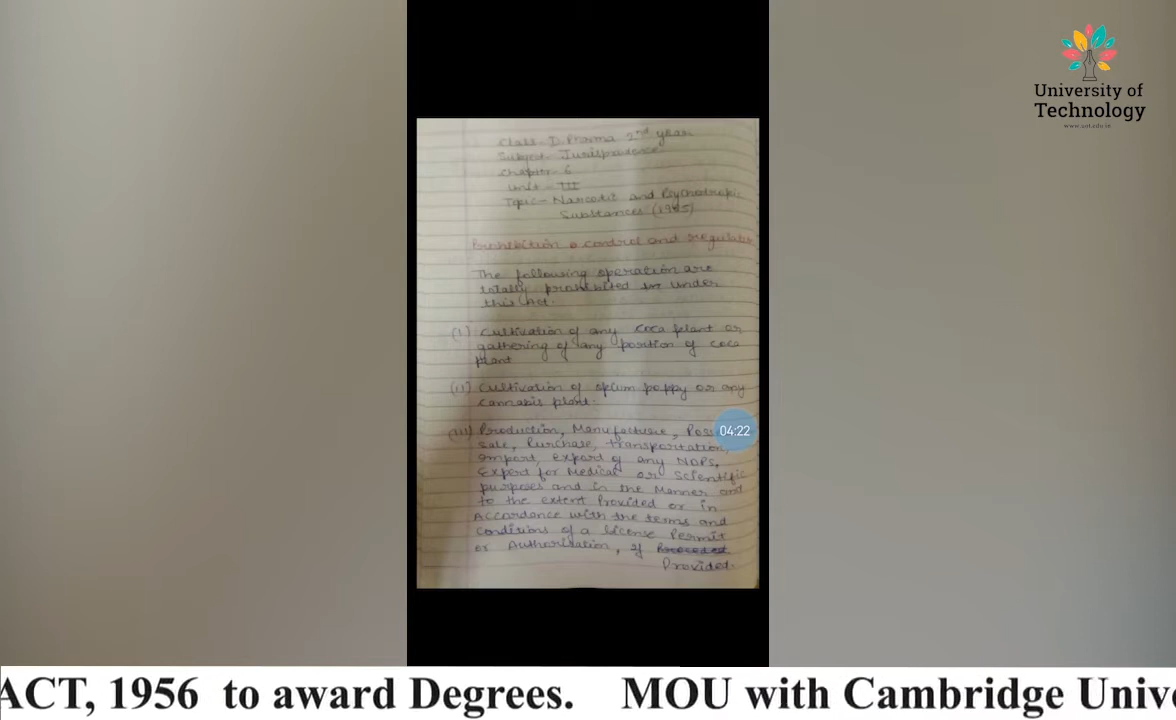 University of
Technology
www.uot.edu.in
Class- D. Pharma 2nd year
Subject- Jurisprudence
Chapter- 6
Unit - III
Topic- Narcotic and Psychotropic
Substances (1985)
Prohibition control and regulation
The following operation are
totally prohibited under
this Act.
(i) Cultivation of any coca plant or
gathering of any portion of coca
plant
(ii) Cultivation of opium poppy or any
cannabis plant.
(iii) Production, Manufacture,
04:22
Sale, Purchase, transportation,
import, export of any NDPS,
Except for Medical or Scientific
purposes and in the Manner and
to the extent Provided or in
Accordance with the terms and
conditions of a license Permit
or Authorization, if
Provided.
ACT, 1956 to award Degrees. MOU with Cambridge Unive